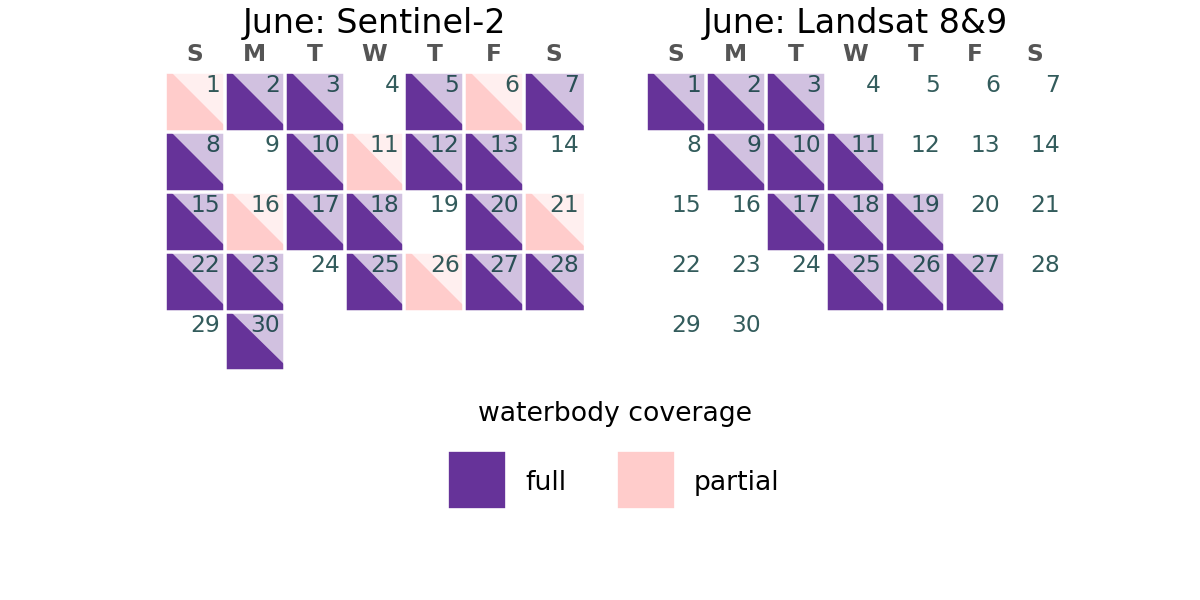 June: Sentinel-2
S M T W T F S
1 2 3 4 5 6 7
8 9 10 11 12 13 14
15 16 17 18 19 20 21
22 23 24 25 26 27 28
29 30
June: Landsat 8&9
S M T W T F S
1 2 3 4 5 6 7
8 9 10 11 12 13 14
15 16 17 18 19 20 21
22 23 24 25 26 27 28
29 30
waterbody coverage
full partial